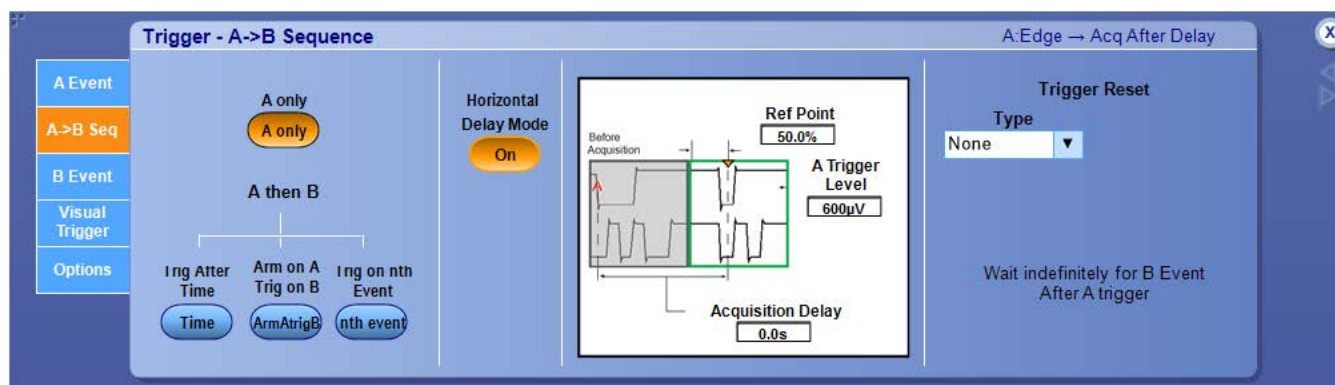 Trigger - A->B Sequence
A:Edge → Acq After Delay
X
A Event
A->B Seq
B Event
Visual
Trigger
Options
A only
A only
A then B
Trig After
Time
Time
Arm on A
Trig on B
ArmAtrigB
Trig on nth
Event
nth event
Horizontal
Delay Mode
On
Before
Acquisition
A
Ref Point
50.0%
A Trigger
Level
600µV
Acquisition Delay
0.0s
Trigger Reset
Type
None
Wait indefinitely for B Event
After A trigger